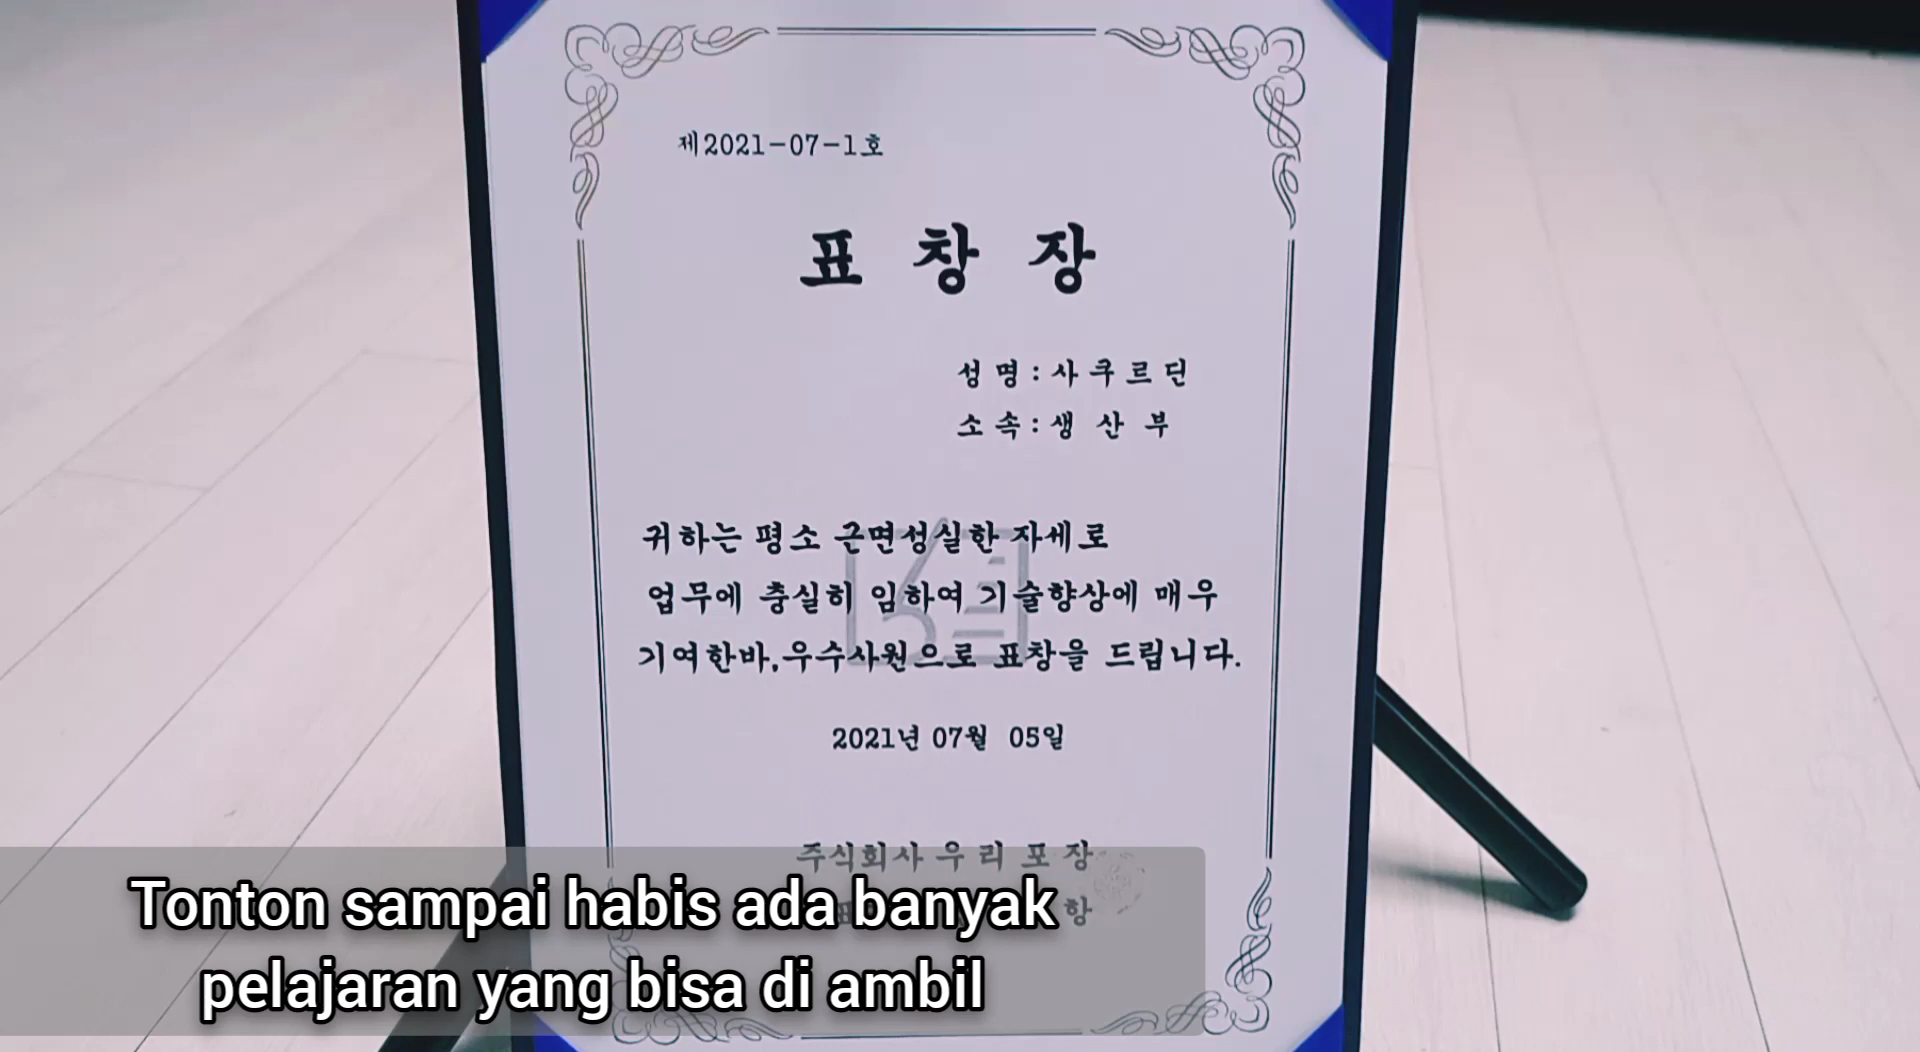 제2021-07-1호
표 창 장
성 명 : 사 쿠 르 딘
소 속 : 생 산 부
귀하는 평소 근면성실한 자세로
업무에 충실히 임하여 기술향상에 매우
기여한바,우수사원으로 표창을 드립니다.
2021년 07월 05일
주식회사 우 리 포 장
Tonton sampai habis ada banyak
pelajaran yang bisa di ambil